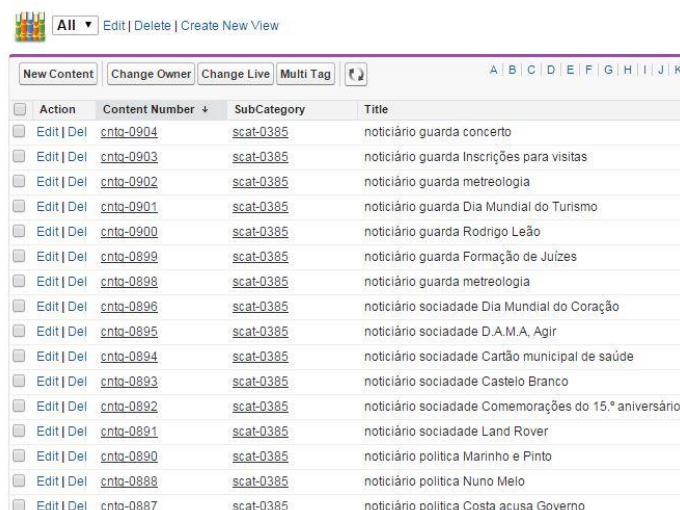 All ▼ Edit | Delete | Create New View
New Content Change Owner Change Live Multi Tag A | B | C | D | E | F | G | H | I | J | K
Action Content Number ↓ SubCategory Title
Edit | Del cntg-0904 scat-0385 noticiário guarda concerto
Edit | Del cntg-0903 scat-0385 noticiário guarda Inscrições para visitas
Edit | Del cntg-0902 scat-0385 noticiário guarda metreologia
Edit | Del cntg-0901 scat-0385 noticiário guarda Dia Mundial do Turismo
Edit | Del cntg-0900 scat-0385 noticiário guarda Rodrigo Leão
Edit | Del cntg-0899 scat-0385 noticiário guarda Formação de Juízes
Edit | Del cntg-0898 scat-0385 noticiário guarda metreologia
Edit | Del cntg-0896 scat-0385 noticiário sociadade Dia Mundial do Coração
Edit | Del cntg-0895 scat-0385 noticiário sociadade D.A.M.A, Agir
Edit | Del cntg-0894 scat-0385 noticiário sociadade Cartão municipal de saúde
Edit | Del cntg-0893 scat-0385 noticiário sociadade Castelo Branco
Edit | Del cntg-0892 scat-0385 noticiário sociadade Comemorações do 15.º aniversário
Edit | Del cntg-0891 scat-0385 noticiário sociadade Land Rover
Edit | Del cntg-0890 scat-0385 noticiário politica Marinho e Pinto
Edit | Del cntg-0888 scat-0385 noticiário politica Nuno Melo
Edit | Del cntg-0887 scat-0385 noticiário politica Costa acusa Governo